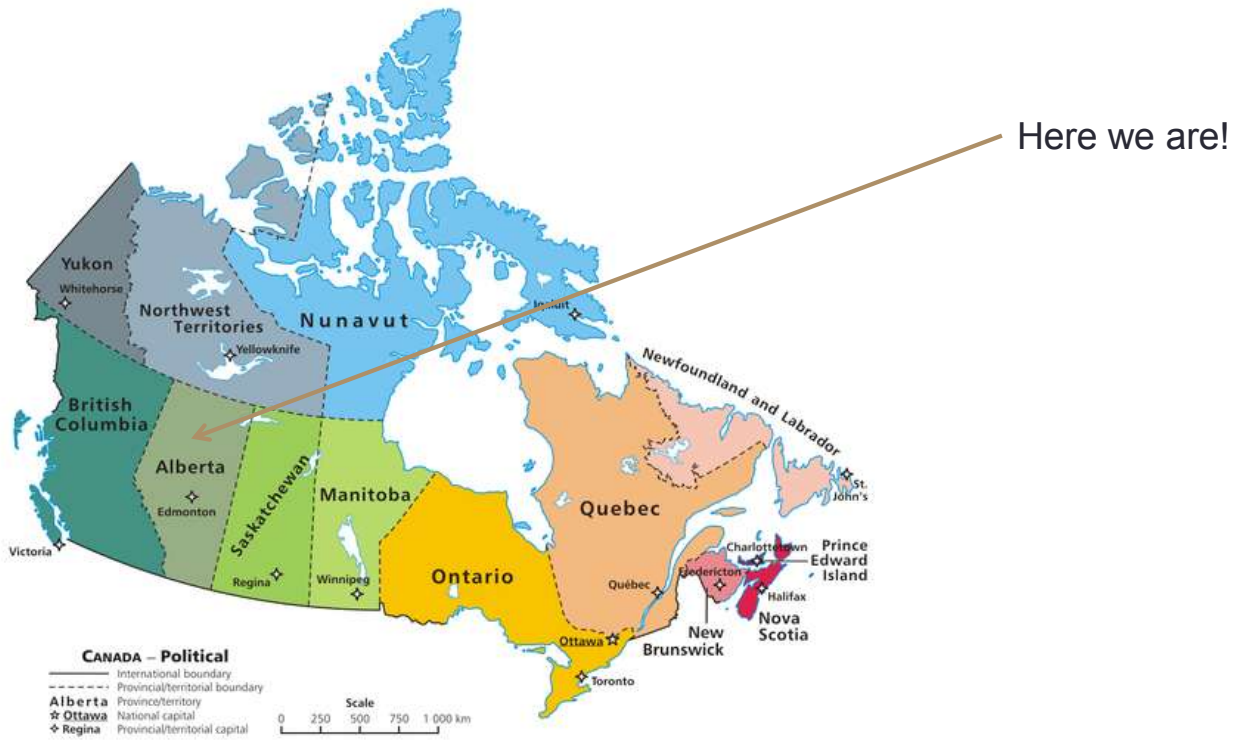 Here we are!
Yukon
Whitehorse
Northwest
Territories
Yellowknife
Nunavut
Iqaluit
British
Columbia
Alberta
Edmonton
Saskatchewan
Regina
Manitoba
Winnipeg
Victoria
Ontario
Ottawa
Toronto
Quebec
Québec
Newfoundland and Labrador
St.
John's
Charlottetown
Prince
Edward
Island
Fredericton
Halifax
Nova
Scotia
New
Brunswick
CANADA – Political
International boundary
Provincial/territorial boundary
Alberta Province/territory
Ottawa National capital
Regina Provincial/territorial capital
Scale
0 250 500 750 1 000 km